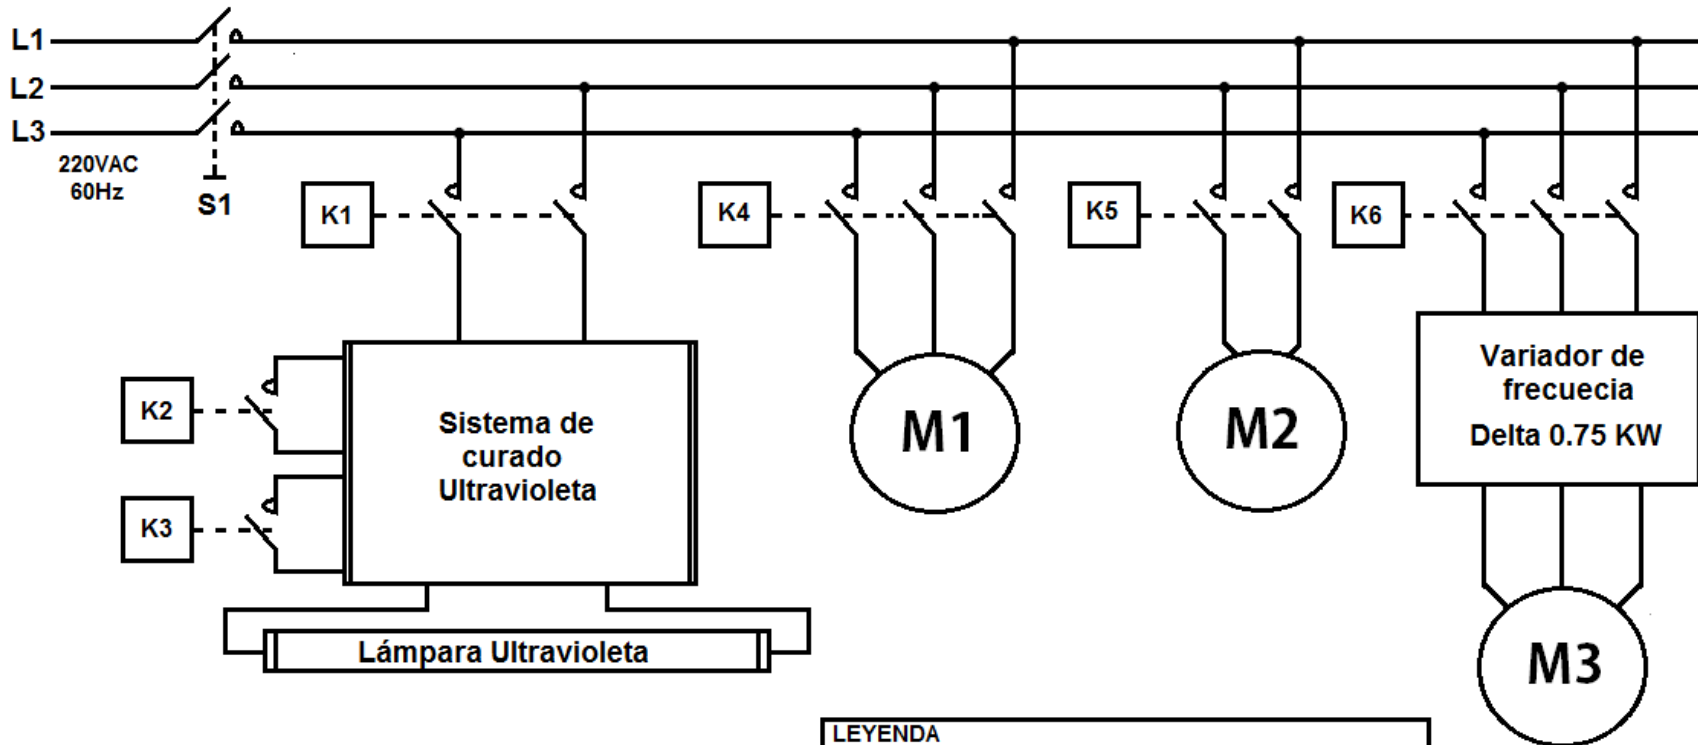 L1
L2
L3
220VAC
60Hz
S1
K1
K4
K5
K6
K2
K3
Sistema de
curado
Ultravioleta
Lámpara Ultravioleta
M1
M2
Variador de
frecuecia
Delta 0.75 KW
M3
LEYENDA